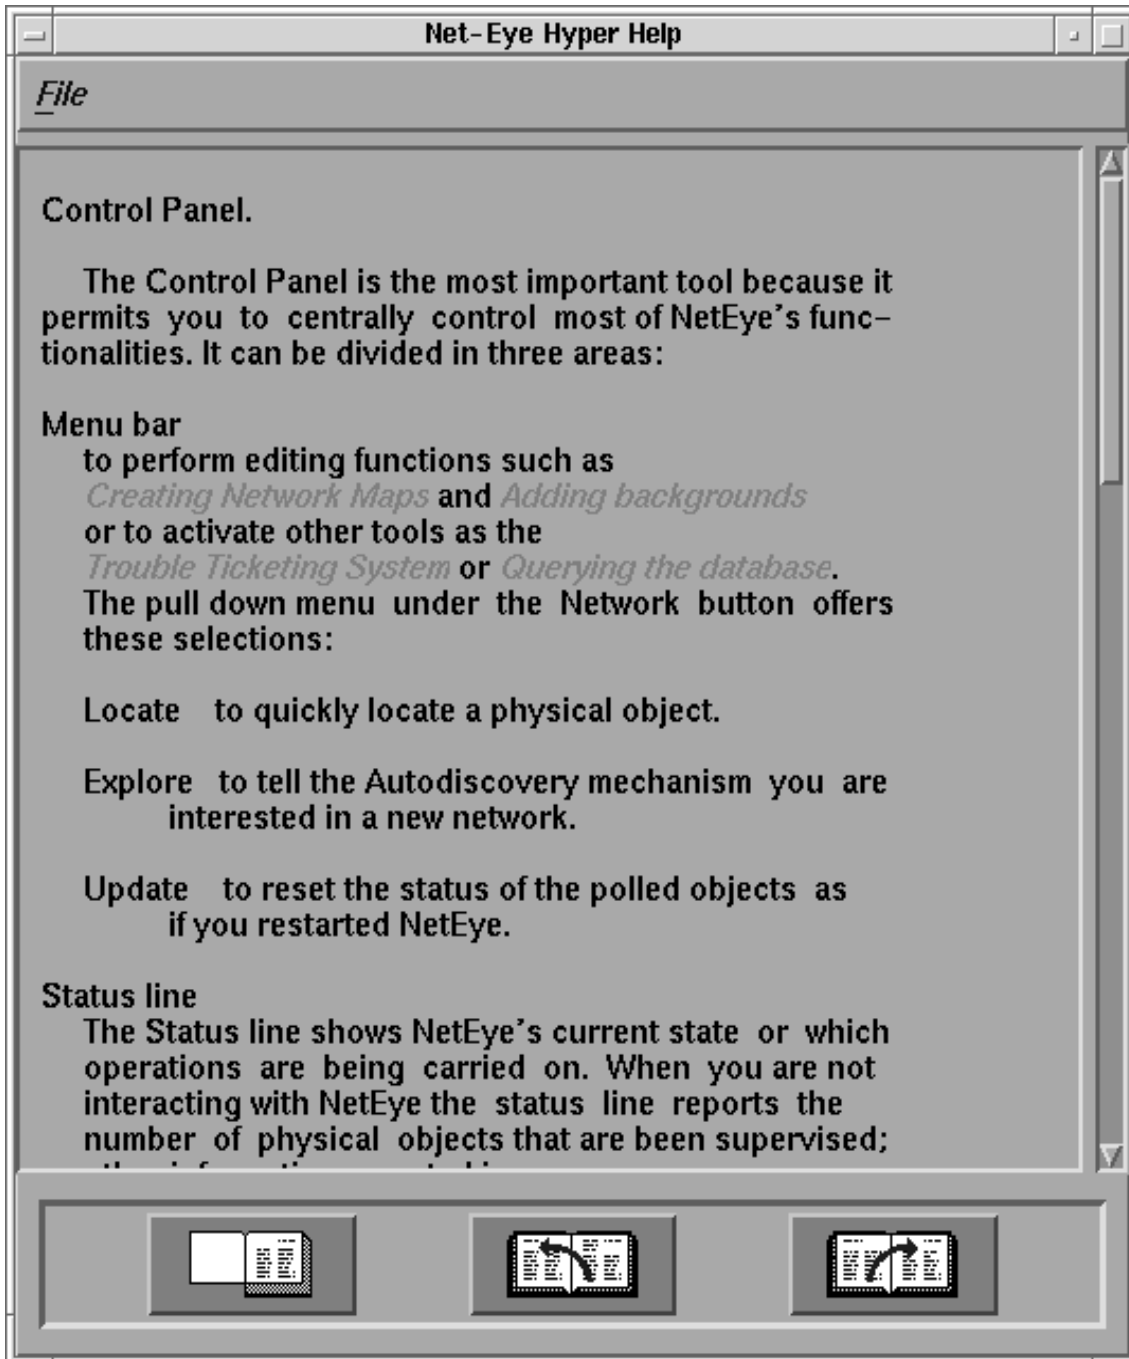 Net-Eye Hyper Help
File
Control Panel.
The Control Panel is the most important tool because it
permits you to centrally control most of NetEye's func-
tionalities. It can be divided in three areas:
Menu bar
to perform editing functions such as
Creating Network Maps and Adding backgrounds
or to activate other tools as the
Trouble Ticketing System or Querying the database.
The pull down menu under the Network button offers
these selections:
Locate to quickly locate a physical object.
Explore to tell the Autodiscovery mechanism you are
interested in a new network.
Update to reset the status of the polled objects as
if you restarted NetEye.
Status line
The Status line shows NetEye's current state or which
operations are being carried on. When you are not
interacting with NetEye the status line reports the
number of physical objects that are been supervised;